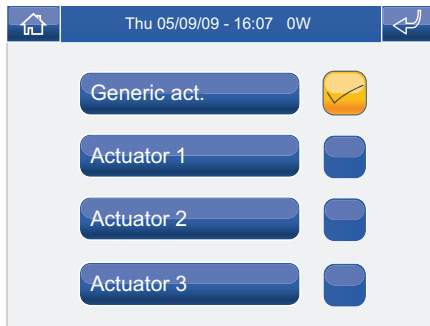 Thu 05/09/09 - 16:07 0W
Generic act.
Actuator 1
Actuator 2
Actuator 3